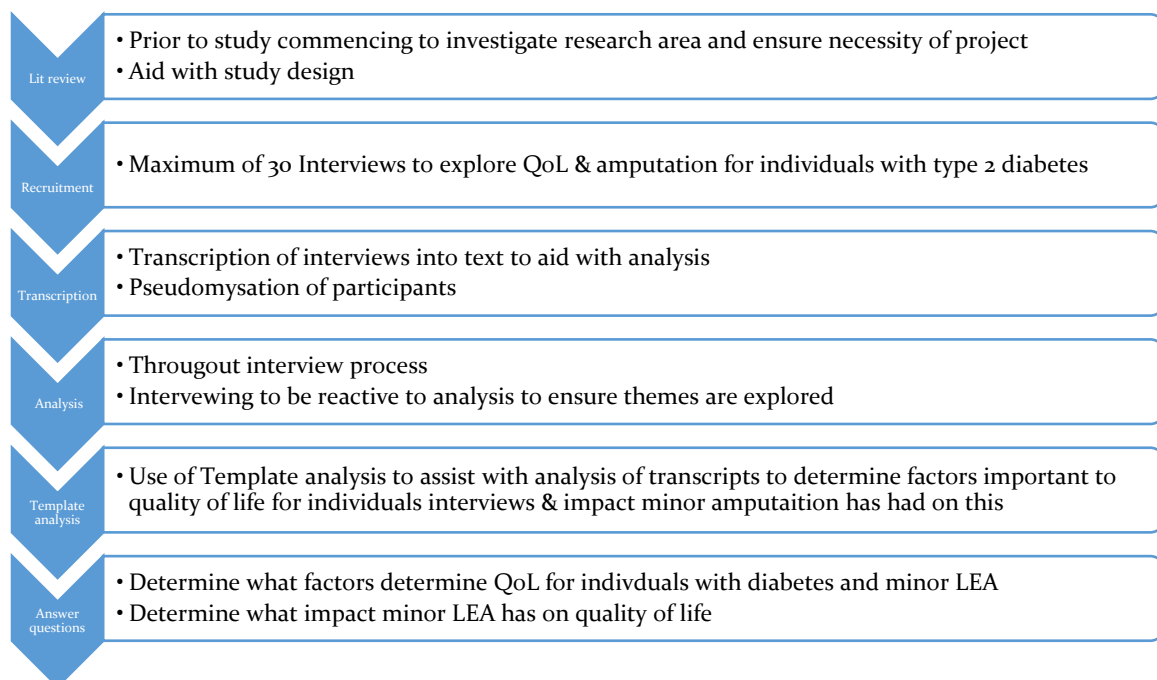 Lit review
• Prior to study commencing to investigate research area and ensure necessity of project
• Aid with study design
Recruitment
• Maximum of 30 Interviews to explore QoL & amputation for individuals with type 2 diabetes
Transcription
• Transcription of interviews into text to aid with analysis
• Pseudomysation of participants
Analysis
• Througout interview process
• Intervewing to be reactive to analysis to ensure themes are explored
Template
analysis
• Use of Template analysis to assist with analysis of transcripts to determine factors important to
quality of life for individuals interviews & impact minor amputaition has had on this
Answer
questions
• Determine what factors determine QoL for indivduals with diabetes and minor LEA
• Determine what impact minor LEA has on quality of life